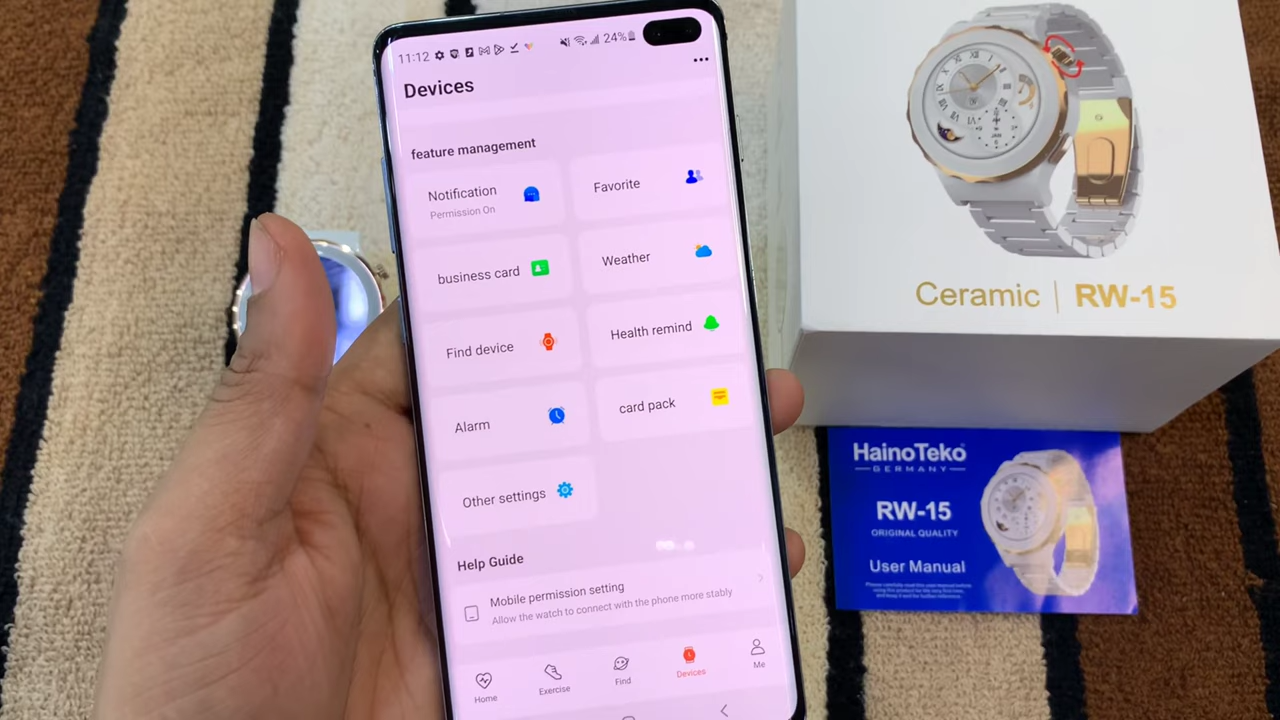 11:12
24%
Devices
feature management
Notification
Permission On
Favorite
business card
Weather
Find device
Health remind
Alarm
card pack
Other settings
Help Guide
Mobile permission setting
Allow the watch to connect with the phone more stably
Home
Exercise
Find
Devices
Me
Ceramic | RW-15
HainoTeko
GERMANY
RW-15
ORIGINAL QUALITY
User Manual